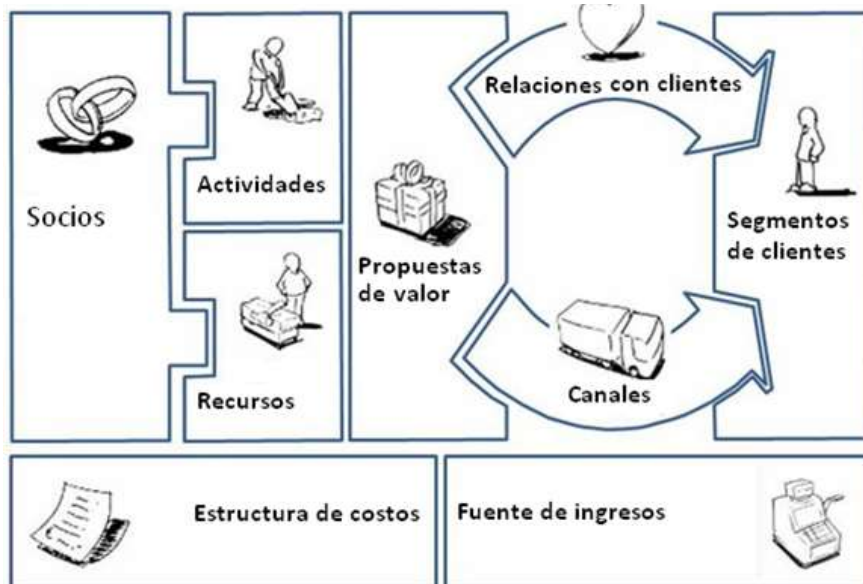 Socios
Actividades
Recursos
Propuestas
de valor
Relaciones con clientes
Canales
Segmentos
de clientes
Estructura de costos
Fuente de ingresos